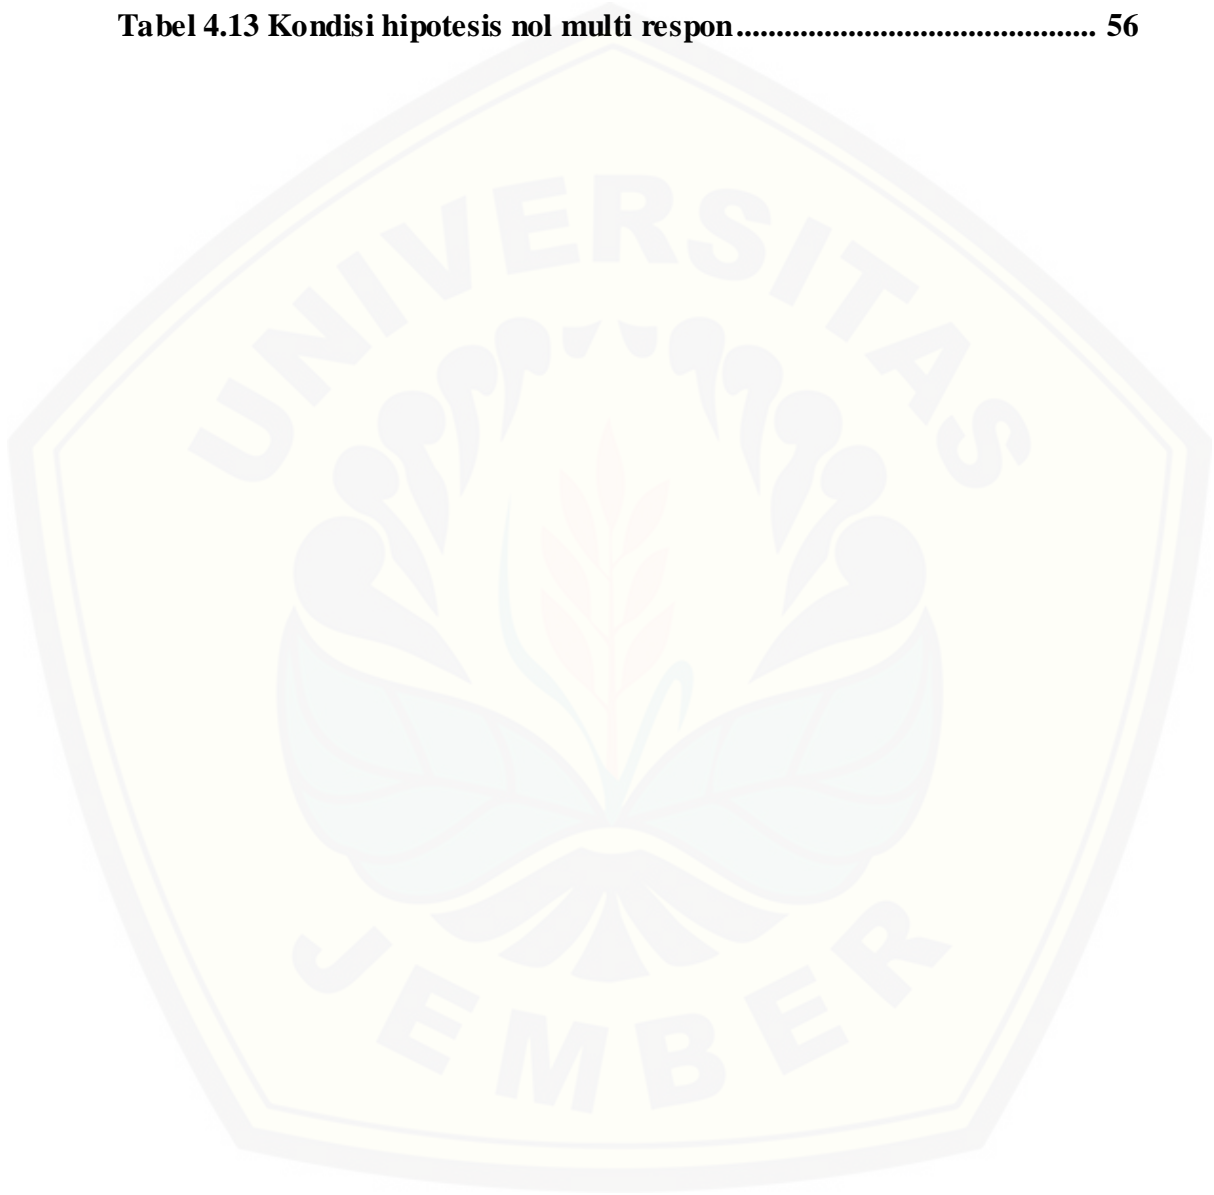 Tabel 4.13 Kondisi hipotesis nol multi respon............................................. 56
UNIVERSITAS
JEMBER